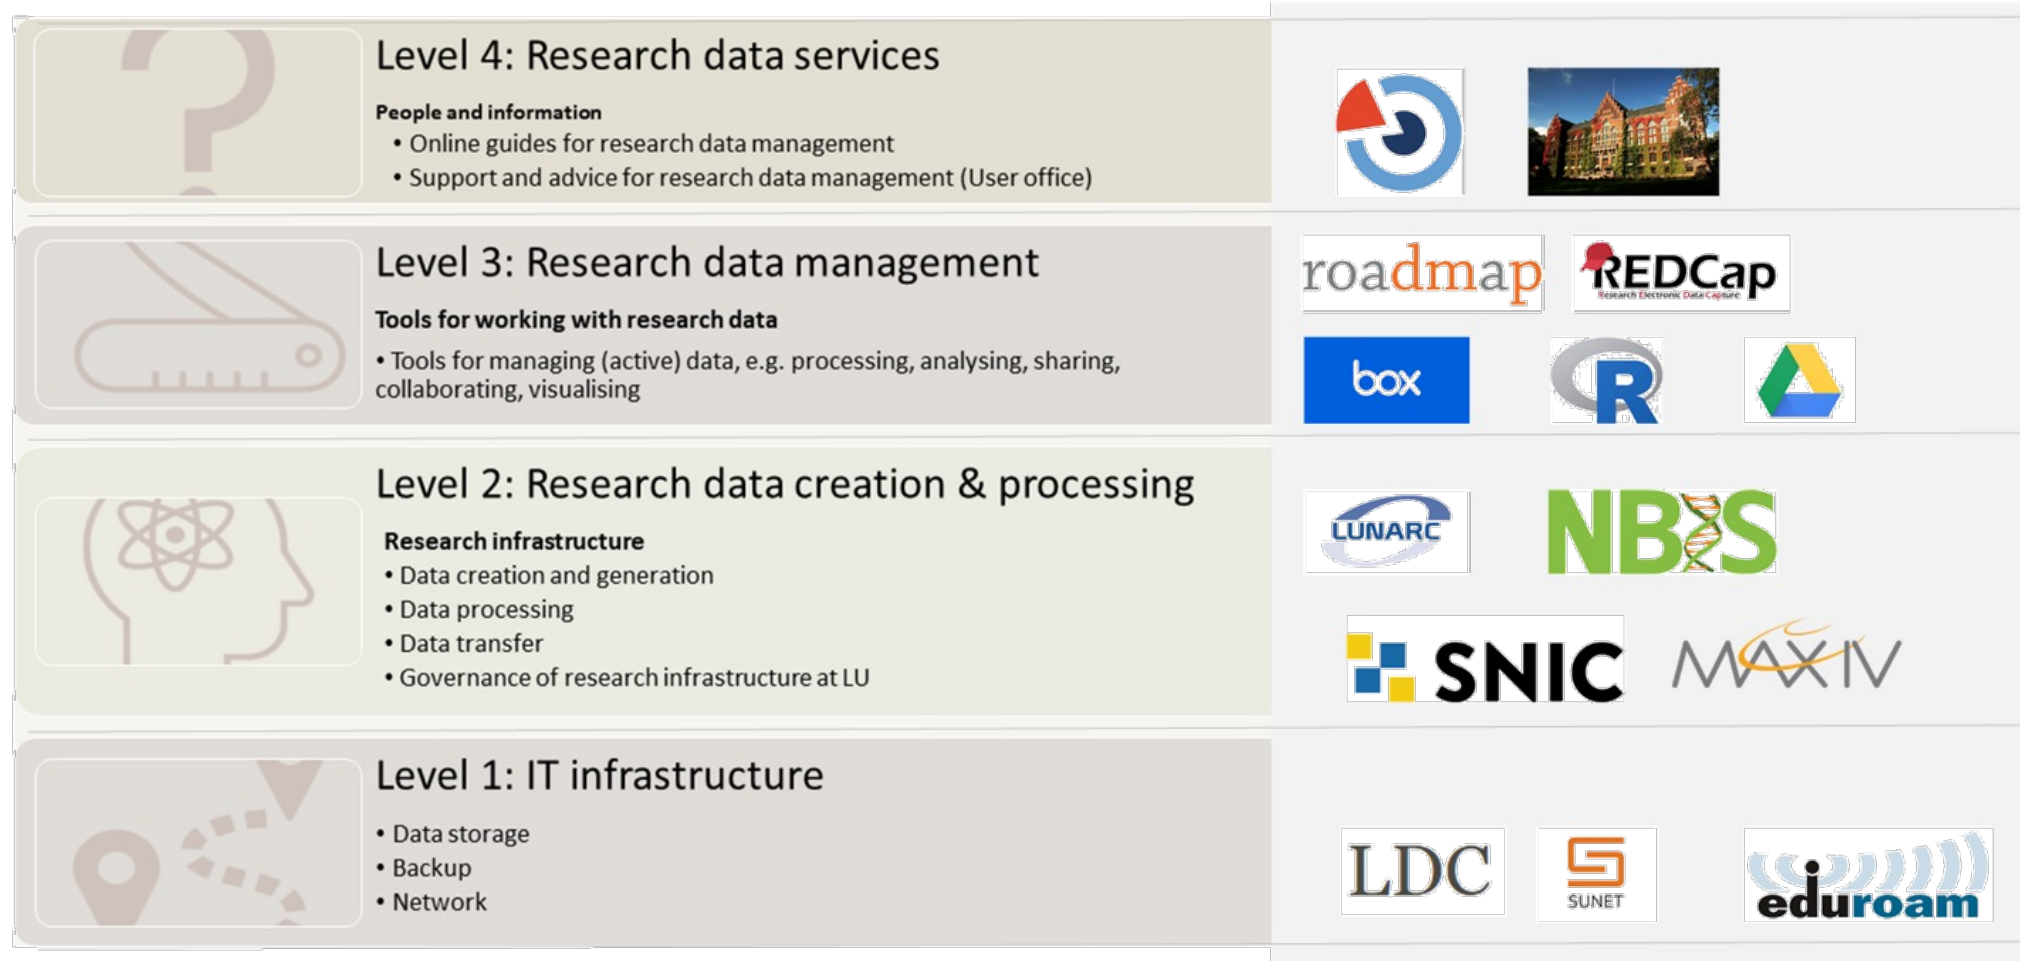 Level 4: Research data services
People and information
• Online guides for research data management
• Support and advice for research data management (User office)
Level 3: Research data management
Tools for working with research data
• Tools for managing (active) data, e.g. processing, analysing, sharing,
collaborating, visualising
roadmap
REDCap
Research Electronic Data Capture
box
R
Level 2: Research data creation & processing
Research infrastructure
• Data creation and generation
• Data processing
• Data transfer
• Governance of research infrastructure at LU
LUNARC
NBIS
SNIC
MAX IV
Level 1: IT infrastructure
• Data storage
• Backup
• Network
LDC
SUNET
eduroam